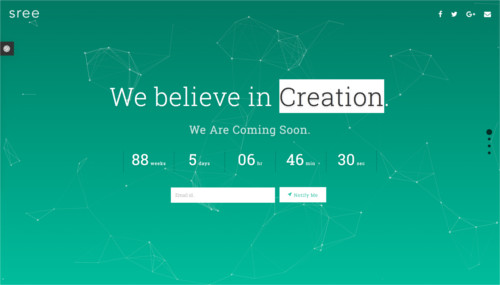 sree
We believe in Creation.
We Are Coming Soon.
88 weeks 5 days 06 hr 46 min 30 sec
Email id
Notify Me